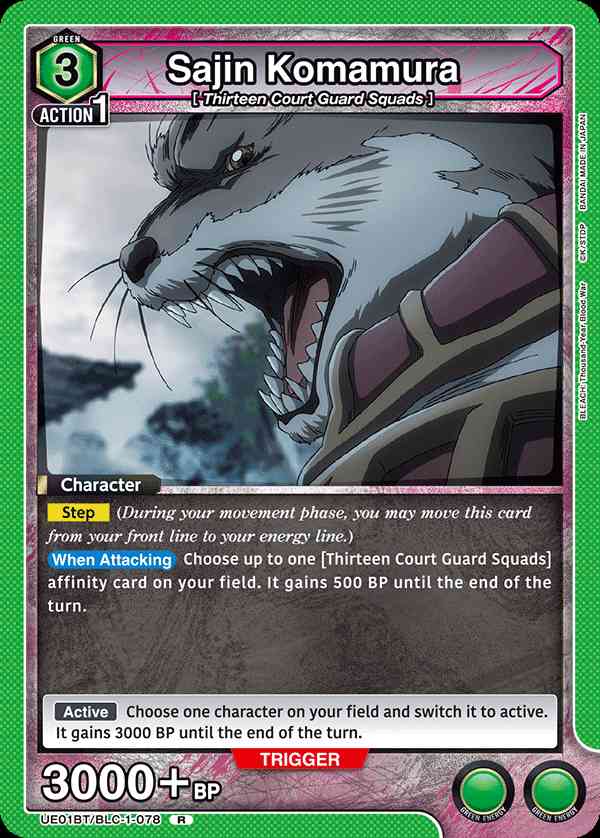 GREEN
3
ACTION 1
Sajin Komamura
[ Thirteen Court Guard Squads ]
BLEACH: Thousand-Year Blood War ©K/STDP BANDAI MADE IN JAPAN
Character
Step (During your movement phase, you may move this card
from your front line to your energy line.)
When Attacking Choose up to one [Thirteen Court Guard Squads]
affinity card on your field. It gains 500 BP until the end of the
turn.
Active Choose one character on your field and switch it to active.
It gains 3000 BP until the end of the turn.
TRIGGER
3000+BP
GREEN ENERGY
GREEN ENERGY
UE01BT/BLC-1-078 R